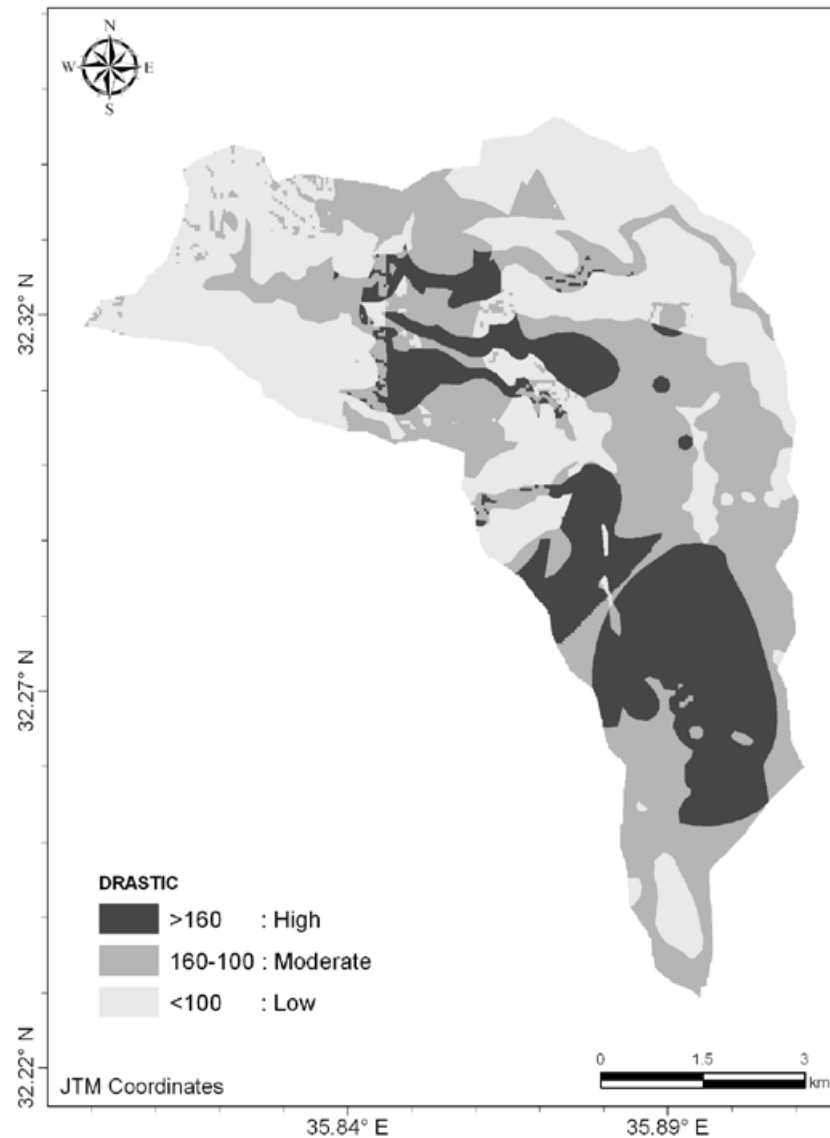 N
W E
S
32.32° N
32.27° N
32.22° N
DRASTIC
>160 : High
160-100 : Moderate
<100 : Low
JTM Coordinates
0 1.5 3
km
35.84° E 35.89° E